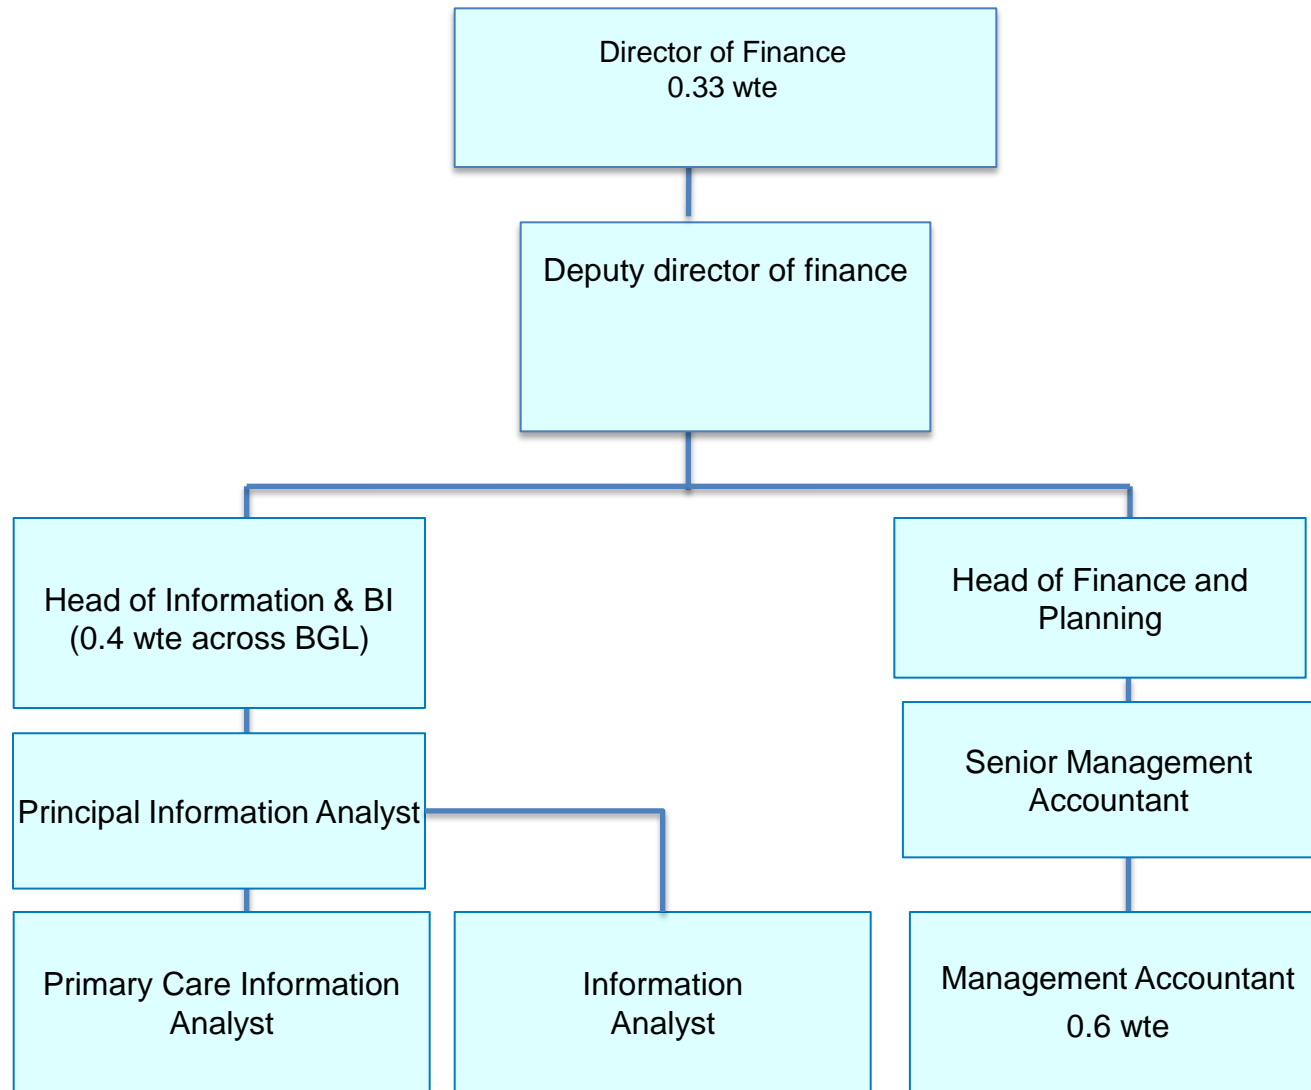 Director of Finance
0.33 wte
Deputy director of finance
Head of Information & BI
(0.4 wte across BGL)
Head of Finance and
Planning
Principal Information Analyst
Senior Management
Accountant
Primary Care Information
Analyst
Information
Analyst
Management Accountant
0.6 wte